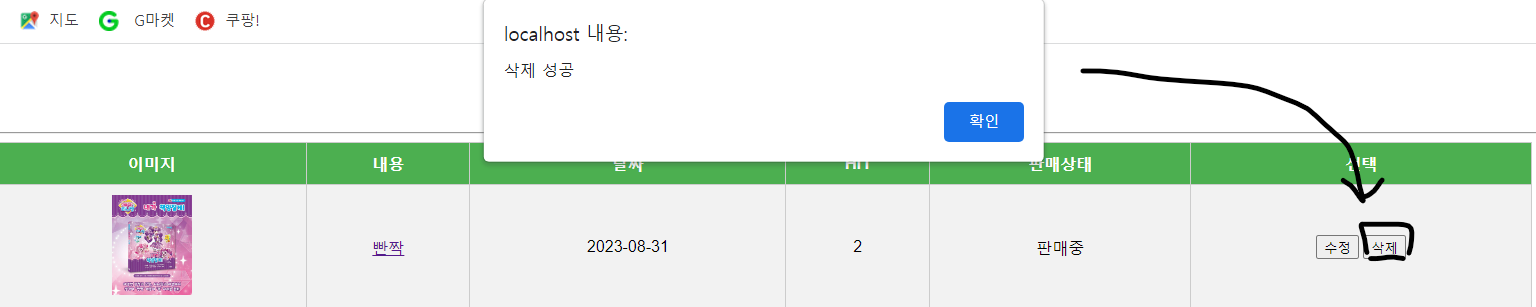 지도 G마켓 쿠팡!
localhost 내용:
삭제 성공
확인
이미지 내용 날짜 HIT 판매상태 선택
빤짝 2023-08-31 2 판매중 수정 삭제